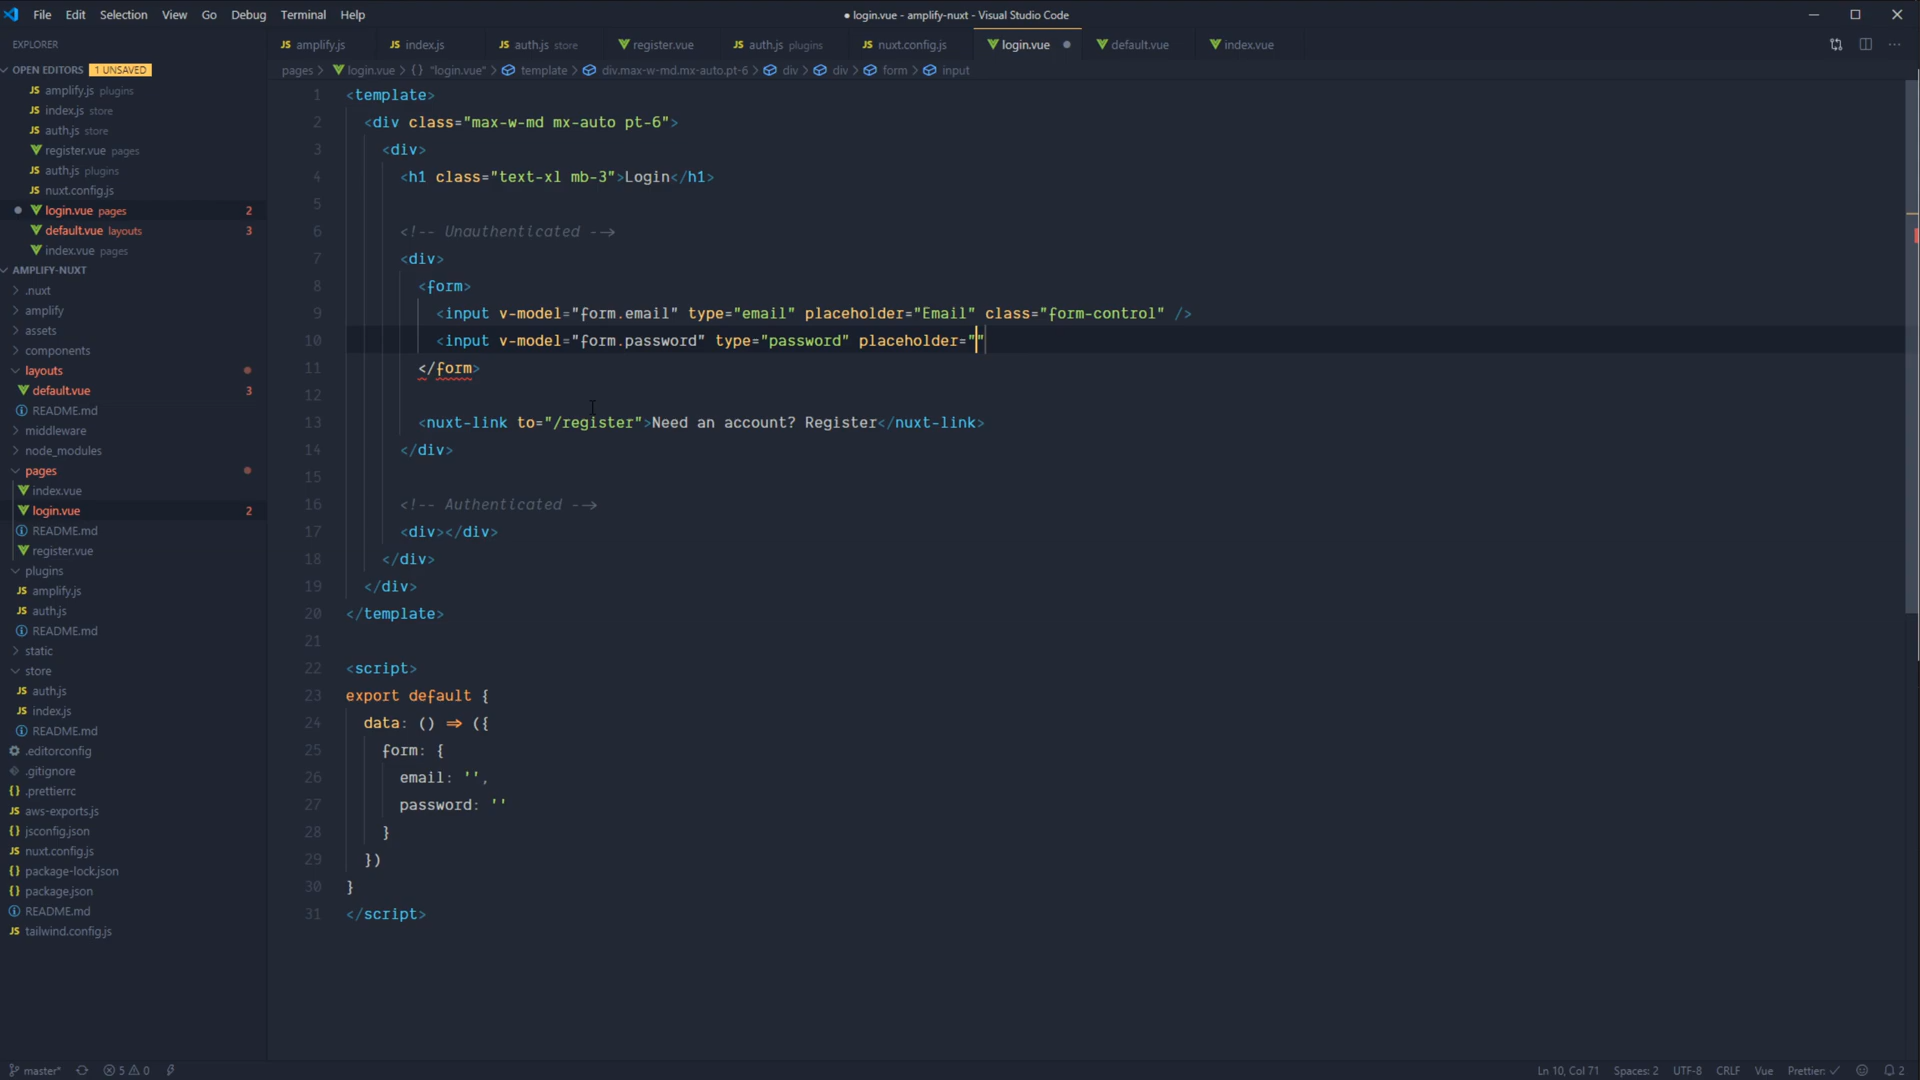 File Edit Selection View Go Debug Terminal Help
● login.vue - amplify-nuxt - Visual Studio Code
EXPLORER
OPEN EDITORS 1 UNSAVED
JS amplify.js plugins
JS index.js store
JS auth.js store
register.vue pages
JS auth.js plugins
JS nuxt.config.js
login.vue pages 2
default.vue layouts 3
index.vue pages
AMPLIFY-NUXT
.nuxt
amplify
assets
components
layouts
default.vue 3
README.md
middleware
node_modules
pages
index.vue
login.vue 2
README.md
register.vue
plugins
JS amplify.js
JS auth.js
README.md
static
store
JS auth.js
JS index.js
README.md
.editorconfig
.gitignore
{} .prettierrc
JS aws-exports.js
{} jsconfig.json
JS nuxt.config.js
{} package-lock.json
{} package.json
README.md
JS tailwind.config.js
JS amplify.js JS index.js JS auth.js store register.vue JS auth.js plugins JS nuxt.config.js login.vue default.vue index.vue
pages > login.vue > {} "login.vue" > template > div.max-w-md.mx-auto.pt-6 > div > div > form > input
1 <template>
2 <div class="max-w-md mx-auto pt-6">
3 <div>
4 <h1 class="text-xl mb-3">Login</h1>
5
6 <!-- Unauthenticated -->
7 <div>
8 <form>
9 <input v-model="form.email" type="email" placeholder="Email" class="form-control" />
10 <input v-model="form.password" type="password" placeholder=""
11 </form>
12
13 <nuxt-link to="/register">Need an account? Register</nuxt-link>
14 </div>
15
16 <!-- Authenticated -->
17 <div></div>
18 </div>
19 </div>
20 </template>
21
22 <script>
23 export default {
24 data: () => ({
25 form: {
26 email: '',
27 password: ''
28 }
29 })
30 }
31 </script>
master* 5 0 Ln 10, Col 71 Spaces: 2 UTF-8 CRLF Vue Prettier: ✓ 2